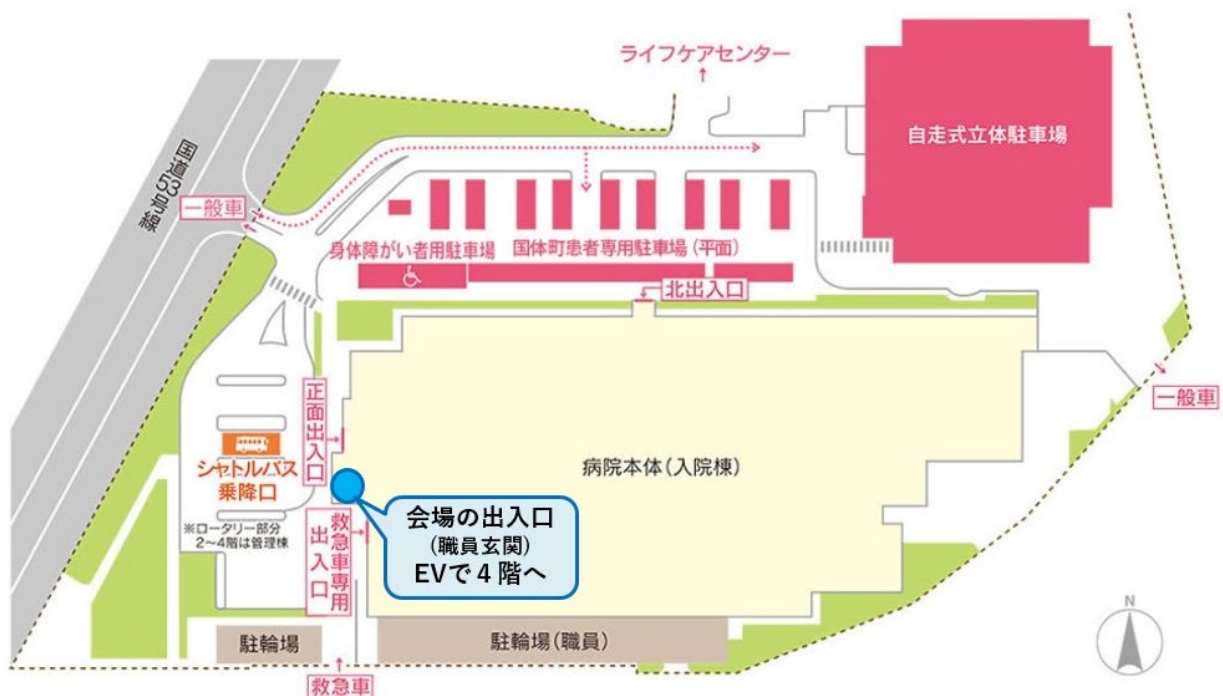 ライフケアセンター
自走式立体駐車場
国道53号線
一般車
身体障がい者用駐車場
国体町患者専用駐車場(平面)
北出入口
一般車
正面出入口
シャトルバス
乗降口
※ロータリー部分
2〜4階は管理棟
病院本体(入院棟)
会場の出入口
(職員玄関)
EVで4階へ
救急車専用
出入口
駐輪場
駐輪場(職員)
救急車
N